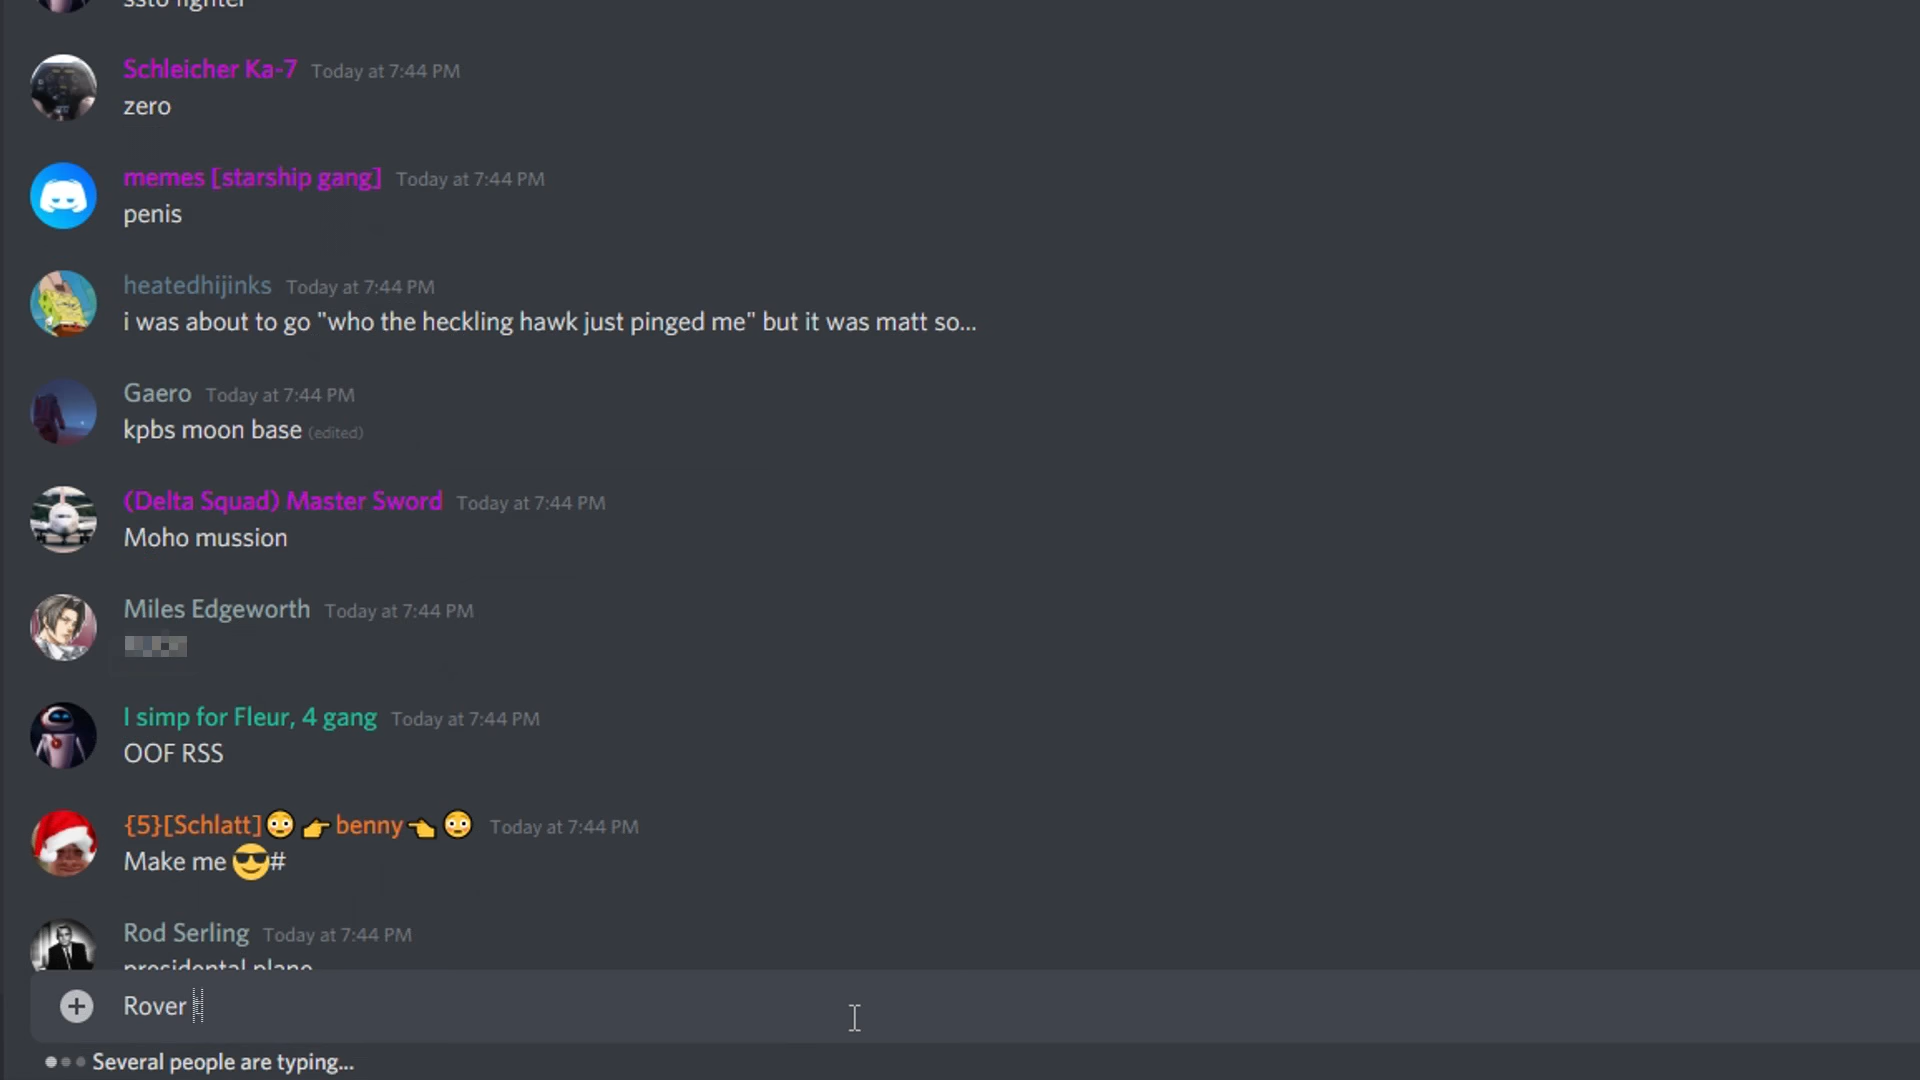 ssto fighter
Schleicher Ka-7 Today at 7:44 PM
zero
memes [starship gang] Today at 7:44 PM
penis
heatedhijinks Today at 7:44 PM
i was about to go "who the heckling hawk just pinged me" but it was matt so...
Gaero Today at 7:44 PM
kpbs moon base (edited)
(Delta Squad) Master Sword Today at 7:44 PM
Moho mussion
Miles Edgeworth Today at 7:44 PM
I simp for Fleur, 4 gang Today at 7:44 PM
OOF RSS
{5}[Schlatt]😳👉benny👈😳 Today at 7:44 PM
Make me 😎#
Rod Serling Today at 7:44 PM
presidental plane
Rover
Several people are typing...